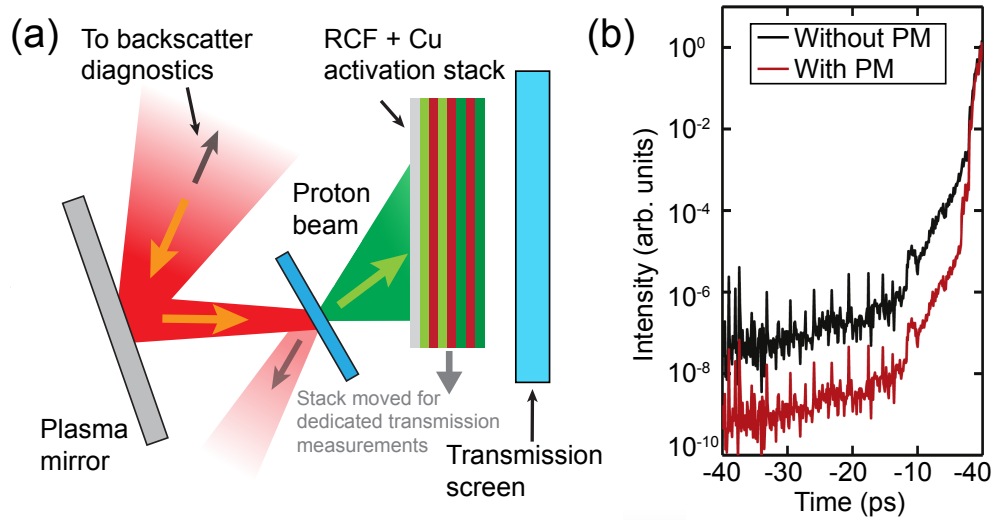 (a)
To backscatter
diagnostics
RCF + Cu
activation stack
Proton
beam
Stack moved for
dedicated transmission
measurements
Plasma
mirror
Transmission
screen
(b)
Without PM
With PM
Intensity (arb. units)
10^0
10^-2
10^-4
10^-6
10^-8
10^-10
-40
-30
-20
-10
-40
Time (ps)